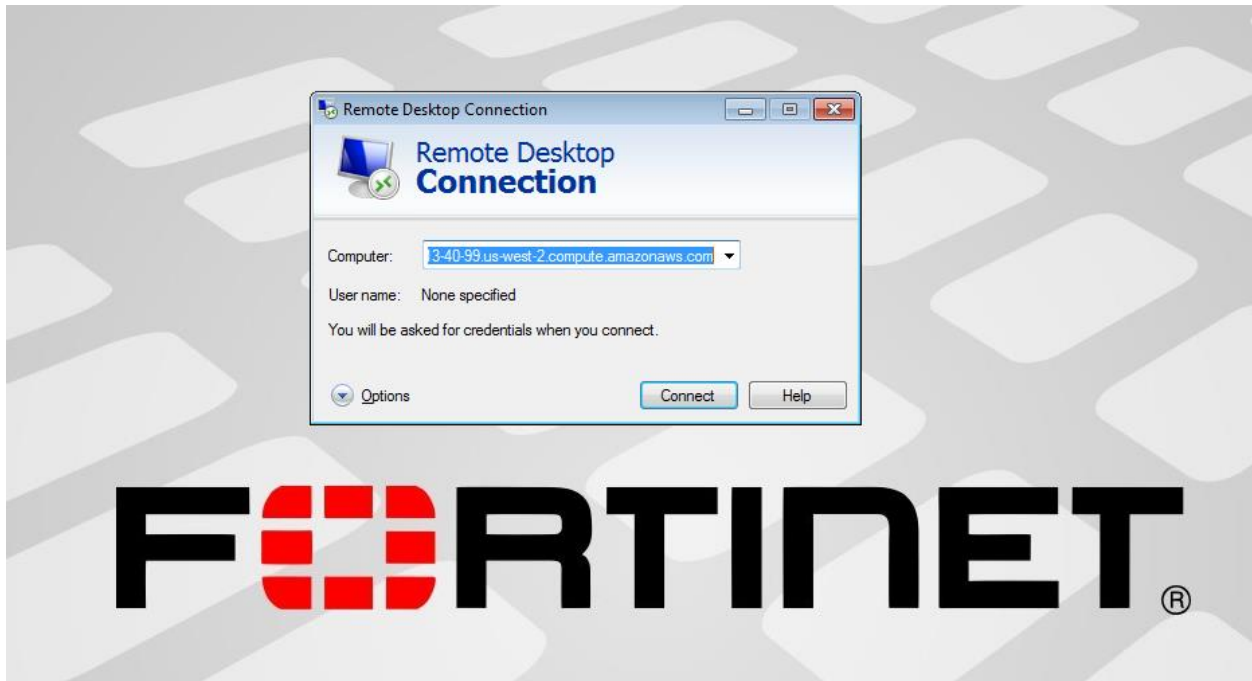 Remote Desktop Connection
Remote Desktop
Connection
Computer: 3-40-99.us-west-2.compute.amazonaws.com
User name: None specified
You will be asked for credentials when you connect.
Options Connect Help
FORTINET®